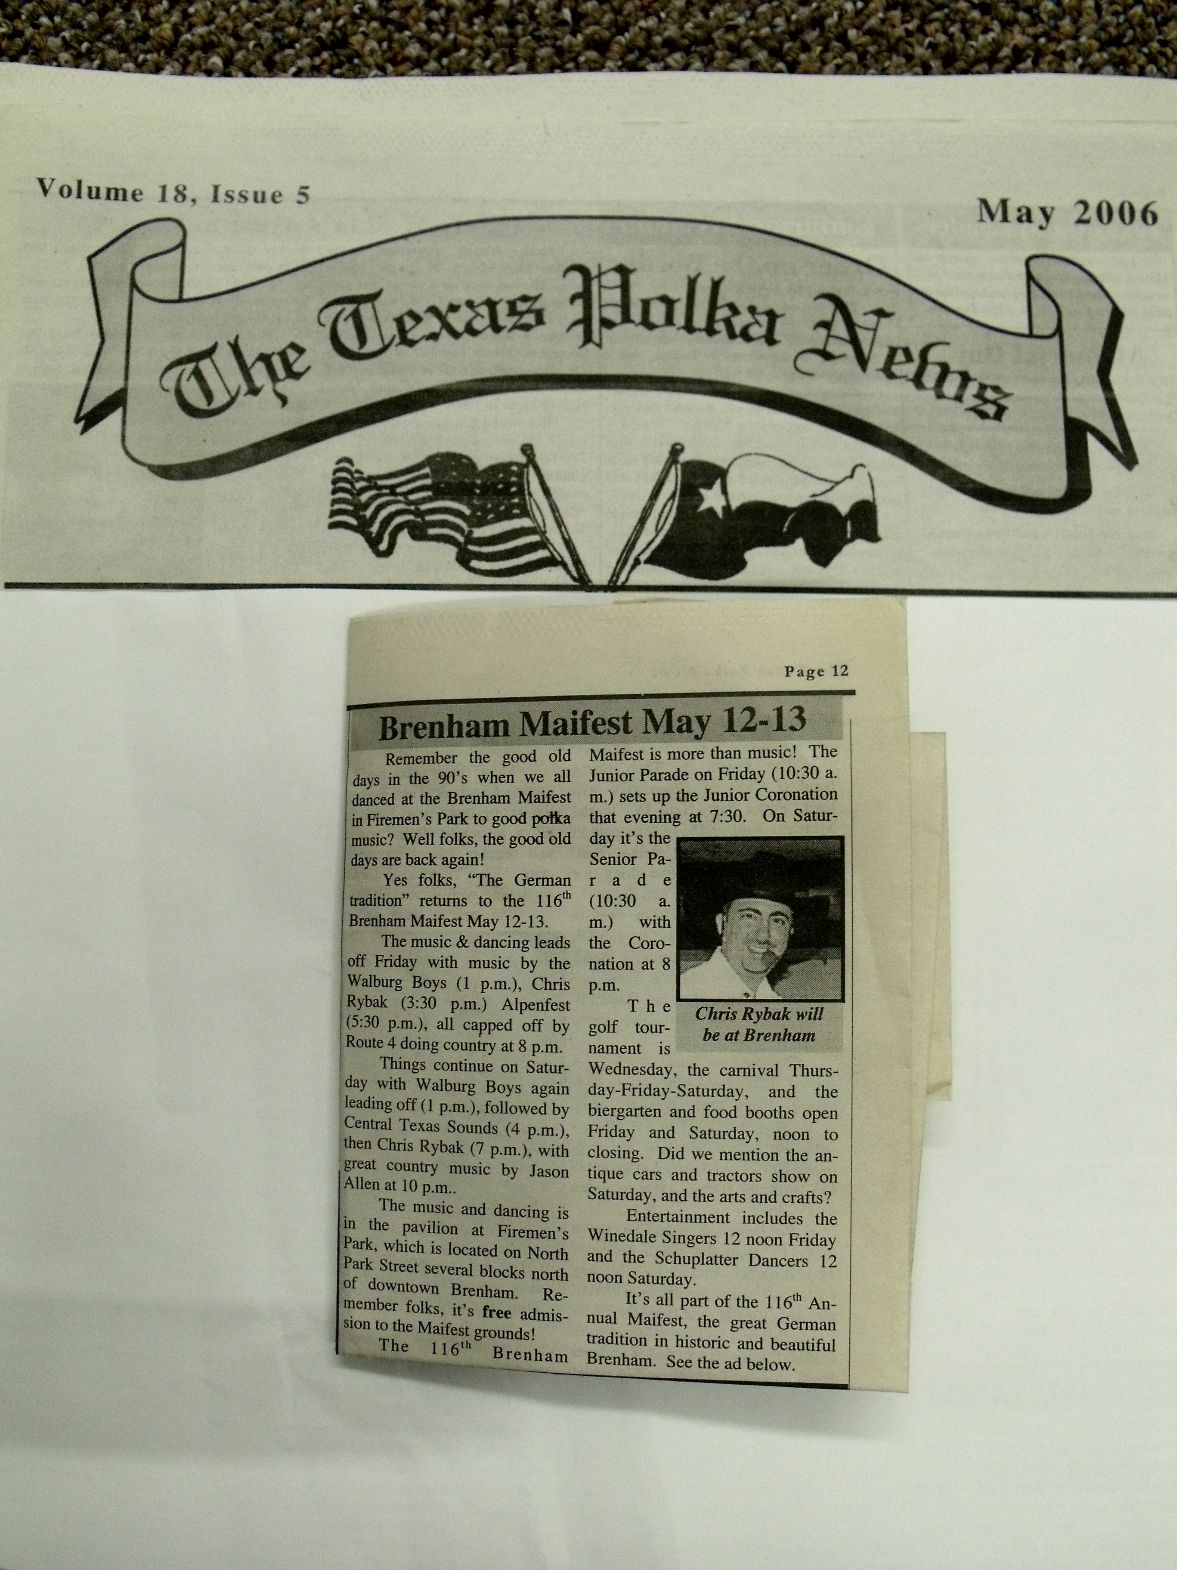 Volume 18, Issue 5
May 2006
The Texas Polka News
Page 12
Brenham Maifest May 12-13
Remember the good old
days in the 90's when we all
danced at the Brenham Maifest
in Firemen's Park to good polka
music? Well folks, the good old
days are back again!
Yes folks, "The German
tradition" returns to the 116th
Brenham Maifest May 12-13.
The music & dancing leads
off Friday with music by the
Walburg Boys (1 p.m.), Chris
Rybak (3:30 p.m.) Alpenfest
(5:30 p.m.), all capped off by
Route 4 doing country at 8 p.m.
Things continue on Satur-
day with Walburg Boys again
leading off (1 p.m.), followed by
Central Texas Sounds (4 p.m.),
then Chris Rybak (7 p.m.), with
great country music by Jason
Allen at 10 p.m..
The music and dancing is
in the pavilion at Firemen's
Park, which is located on North
Park Street several blocks north
of downtown Brenham. Re-
member folks, it's free admis-
sion to the Maifest grounds!
The 116th Brenham
Maifest is more than music! The
Junior Parade on Friday (10:30 a.
m.) sets up the Junior Coronation
that evening at 7:30. On Satur-
day it's the
Senior Pa-
rade
(10:30 a.
m.) with
the Coro-
nation at 8
p.m.
The
golf tour-
nament is
Chris Rybak will
be at Brenham
Wednesday, the carnival Thurs-
day-Friday-Saturday, and the
biergarten and food booths open
Friday and Saturday, noon to
closing. Did we mention the an-
tique cars and tractors show on
Saturday, and the arts and crafts?
Entertainment includes the
Winedale Singers 12 noon Friday
and the Schuplatter Dancers 12
noon Saturday.
It's all part of the 116th An-
nual Maifest, the great German
tradition in historic and beautiful
Brenham. See the ad below.